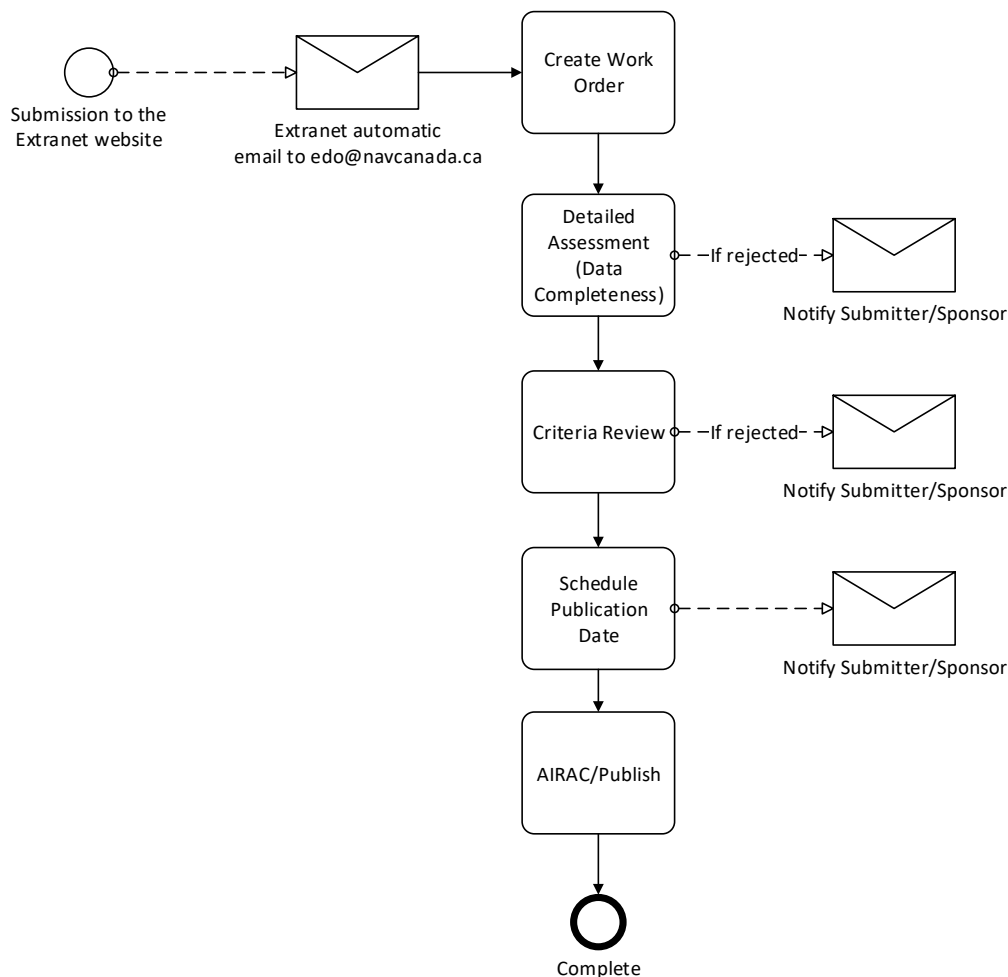 Submission to the
Extranet website
Extranet automatic
email to edo@navcanada.ca
Create Work
Order
Detailed
Assessment
(Data
Completeness)
If rejected
Notify Submitter/Sponsor
Criteria Review
If rejected
Notify Submitter/Sponsor
Schedule
Publication
Date
Notify Submitter/Sponsor
AIRAC/Publish
Complete